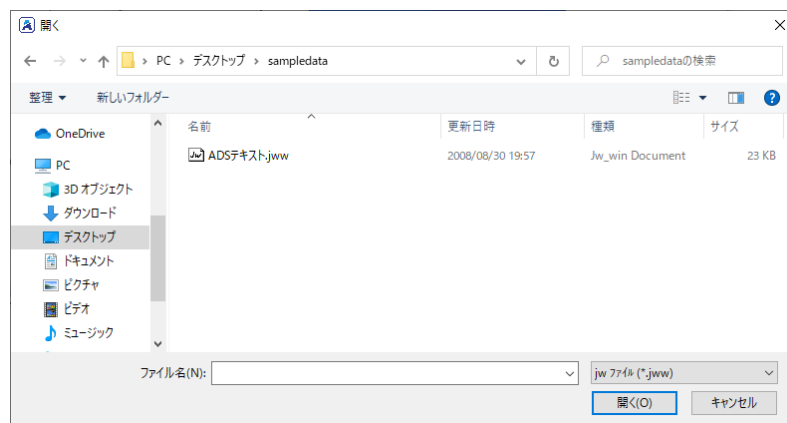 開く
PC › デスクトップ › sampledata
sampledataの検索
整理
新しいフォルダー
名前 更新日時 種類 サイズ
OneDrive
ADSテキスト.jww 2008/08/30 19:57 Jw_win Document 23 KB
PC
3D オブジェクト
ダウンロード
デスクトップ
ドキュメント
ピクチャ
ビデオ
ミュージック
ファイル名(N):
jw ファイル (*.jww)
開く(O) キャンセル